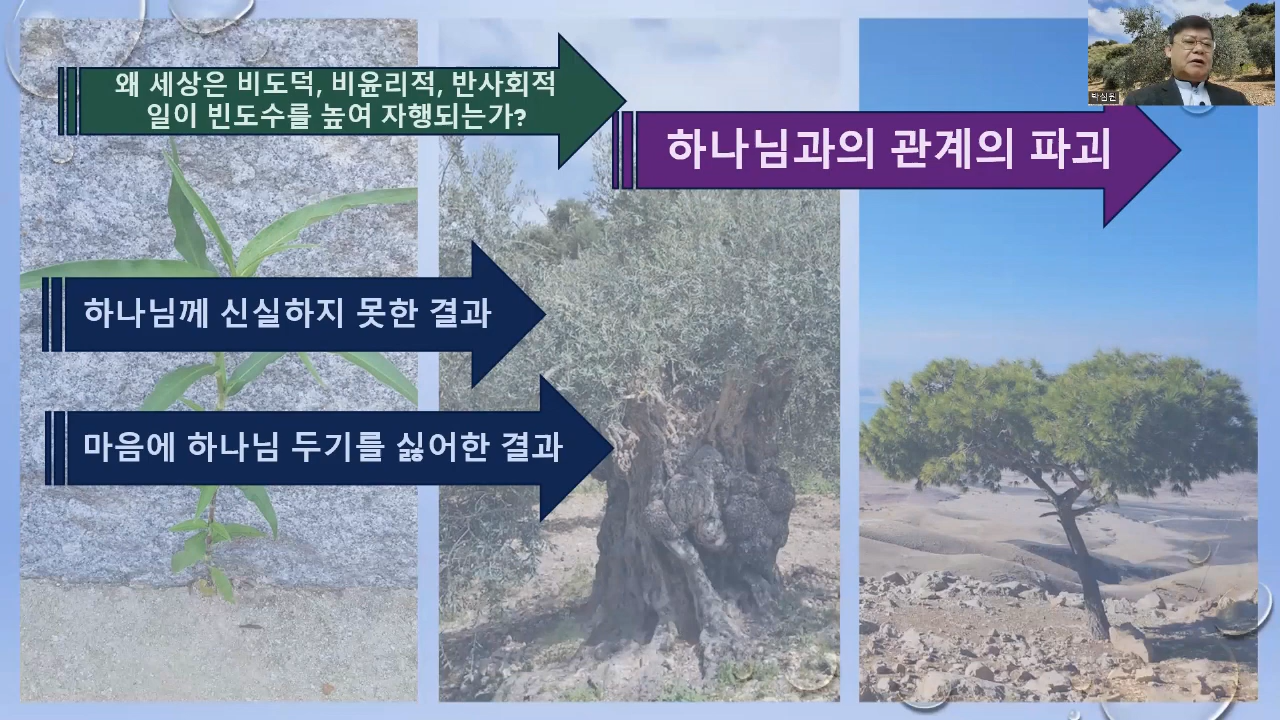 왜 세상은 비도덕, 비윤리적, 반사회적
일이 빈도수를 높여 자행되는가?
하나님과의 관계의 파괴
하나님께 신실하지 못한 결과
마음에 하나님 두기를 싫어한 결과
박심원